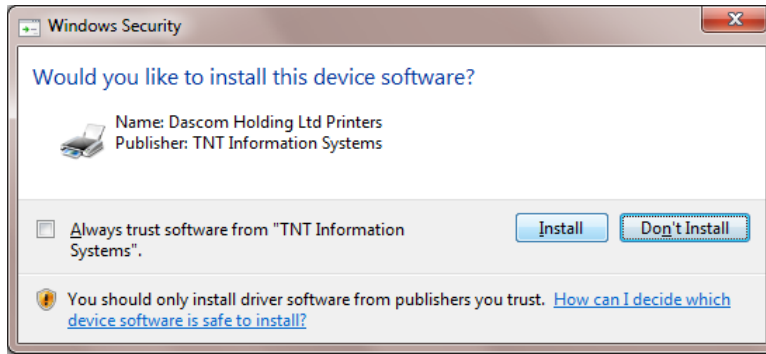 Windows Security
Would you like to install this device software?
Name: Dascom Holding Ltd Printers
Publisher: TNT Information Systems
Always trust software from "TNT Information
Systems".
Install
Don't Install
You should only install driver software from publishers you trust. How can I decide which
device software is safe to install?